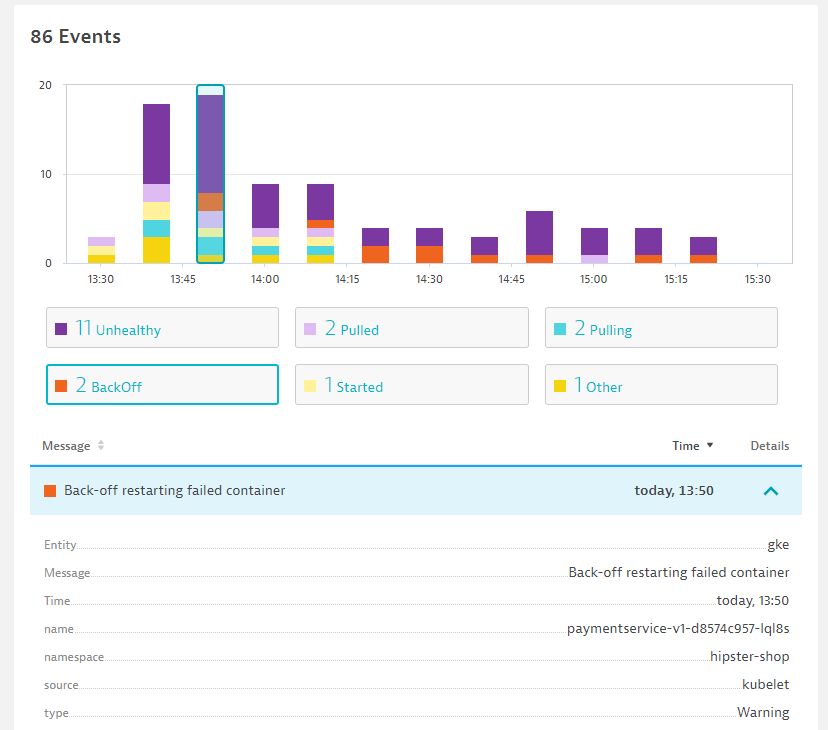 86 Events
20
10
0
13:30 13:45 14:00 14:15 14:30 14:45 15:00 15:15 15:30
11 Unhealthy 2 Pulled 2 Pulling
2 BackOff 1 Started 1 Other
Message Time Details
Back-off restarting failed container today, 13:50
Entity gke
Message Back-off restarting failed container
Time today, 13:50
name paymentservice-v1-d8574c957-lql8s
namespace hipster-shop
source kubelet
type Warning